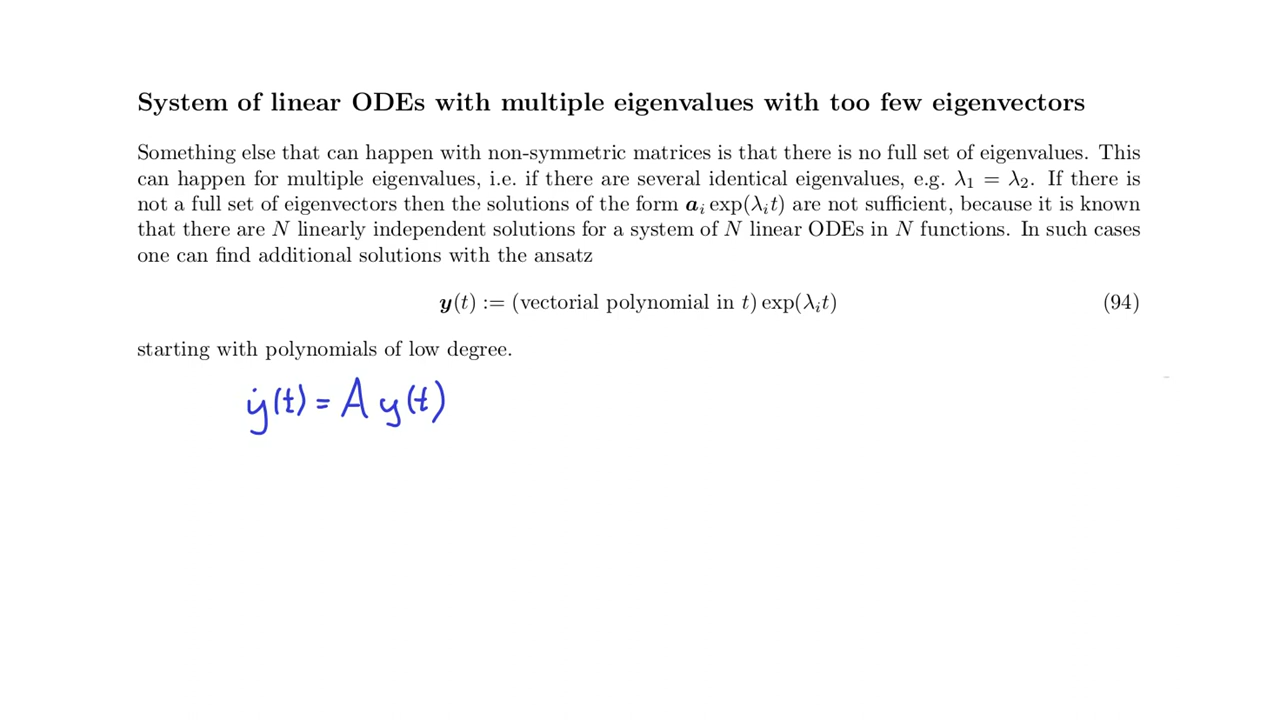 System of linear ODEs with multiple eigenvalues with too few eigenvectors
Something else that can happen with non-symmetric matrices is that there is no full set of eigenvalues. This
can happen for multiple eigenvalues, i.e. if there are several identical eigenvalues, e.g. λ₁ = λ₂. If there is
not a full set of eigenvectors then the solutions of the form aᵢ exp(λᵢt) are not sufficient, because it is known
that there are N linearly independent solutions for a system of N linear ODEs in N functions. In such cases
one can find additional solutions with the ansatz
y(t) := (vectorial polynomial in t) exp(λᵢt) (94)
starting with polynomials of low degree.
ẏ(t) = A y(t)